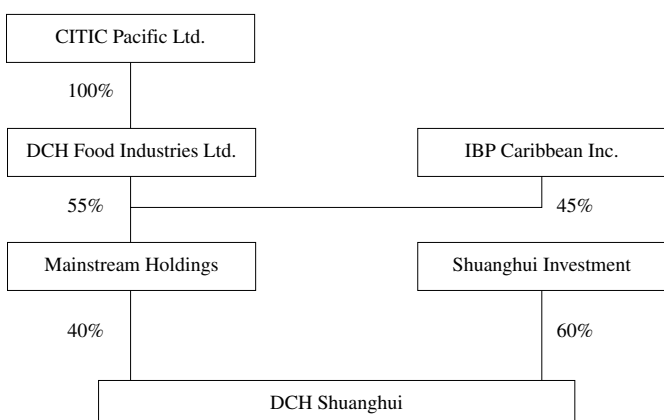 CITIC Pacific Ltd.
100%
DCH Food Industries Ltd.
IBP Caribbean Inc.
55%
45%
Mainstream Holdings
Shuanghui Investment
40%
60%
DCH Shuanghui